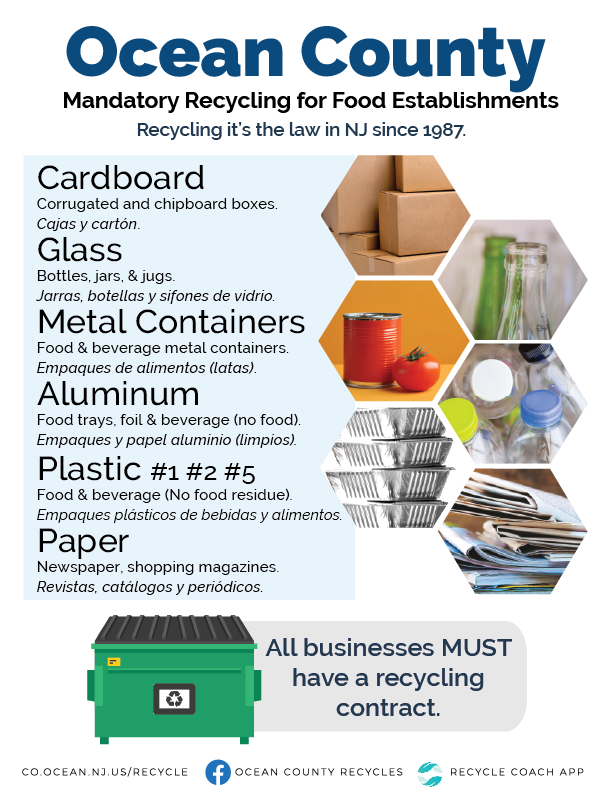 Ocean County
Mandatory Recycling for Food Establishments
Recycling it's the law in NJ since 1987.
Cardboard
Corrugated and chipboard boxes.
Cajas y cartón.
Glass
Bottles, jars, & jugs.
Jarras, botellas y sifones de vidrio.
Metal Containers
Food & beverage metal containers.
Empaques de alimentos (latas).
Aluminum
Food trays, foil & beverage (no food).
Empaques y papel aluminio (limpios).
Plastic #1 #2 #5
Food & beverage (No food residue).
Empaques plásticos de bebidas y alimentos.
Paper
Newspaper, shopping magazines.
Revistas, catálogos y periódicos.
All businesses MUST
have a recycling
contract.
CO.OCEAN.NJ.US/RECYCLE OCEAN COUNTY RECYCLES RECYCLE COACH APP